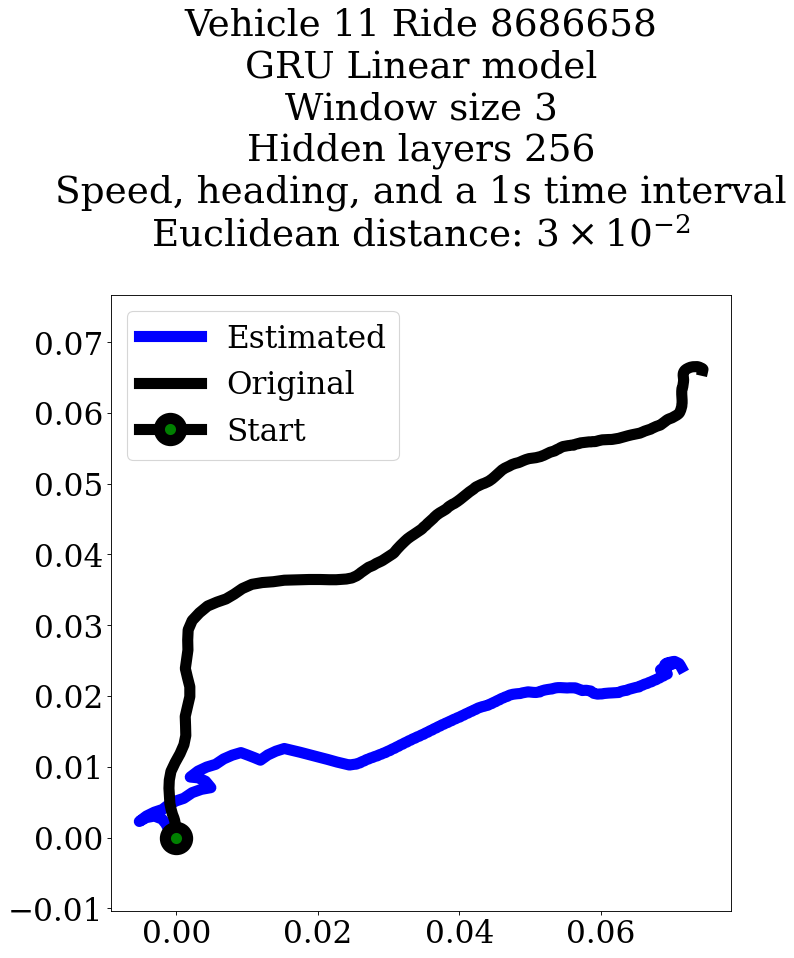 Vehicle 11 Ride 8686658
GRU Linear model
Window size 3
Hidden layers 256
Speed, heading, and a 1s time interval
Euclidean distance: 3 × 10⁻²
Estimated
Original
Start
0.07
0.06
0.05
0.04
0.03
0.02
0.01
0.00
−0.01
0.00 0.02 0.04 0.06